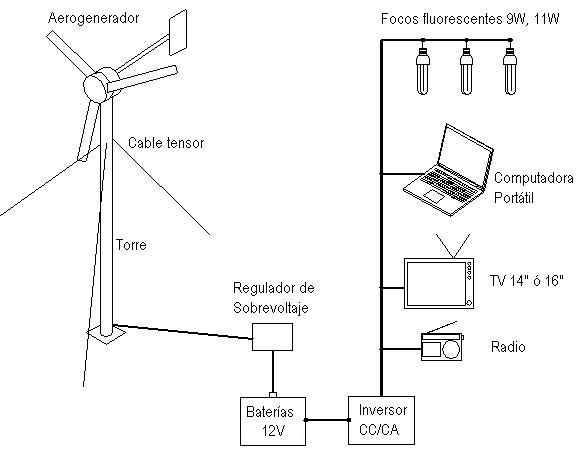 Aerogenerador
Focos fluorescentes 9W, 11W
Cable tensor
Computadora
Portátil
Torre
TV 14" ó 16"
Regulador de
Sobrevoltaje
Radio
Baterías
12V
Inversor
CC/CA